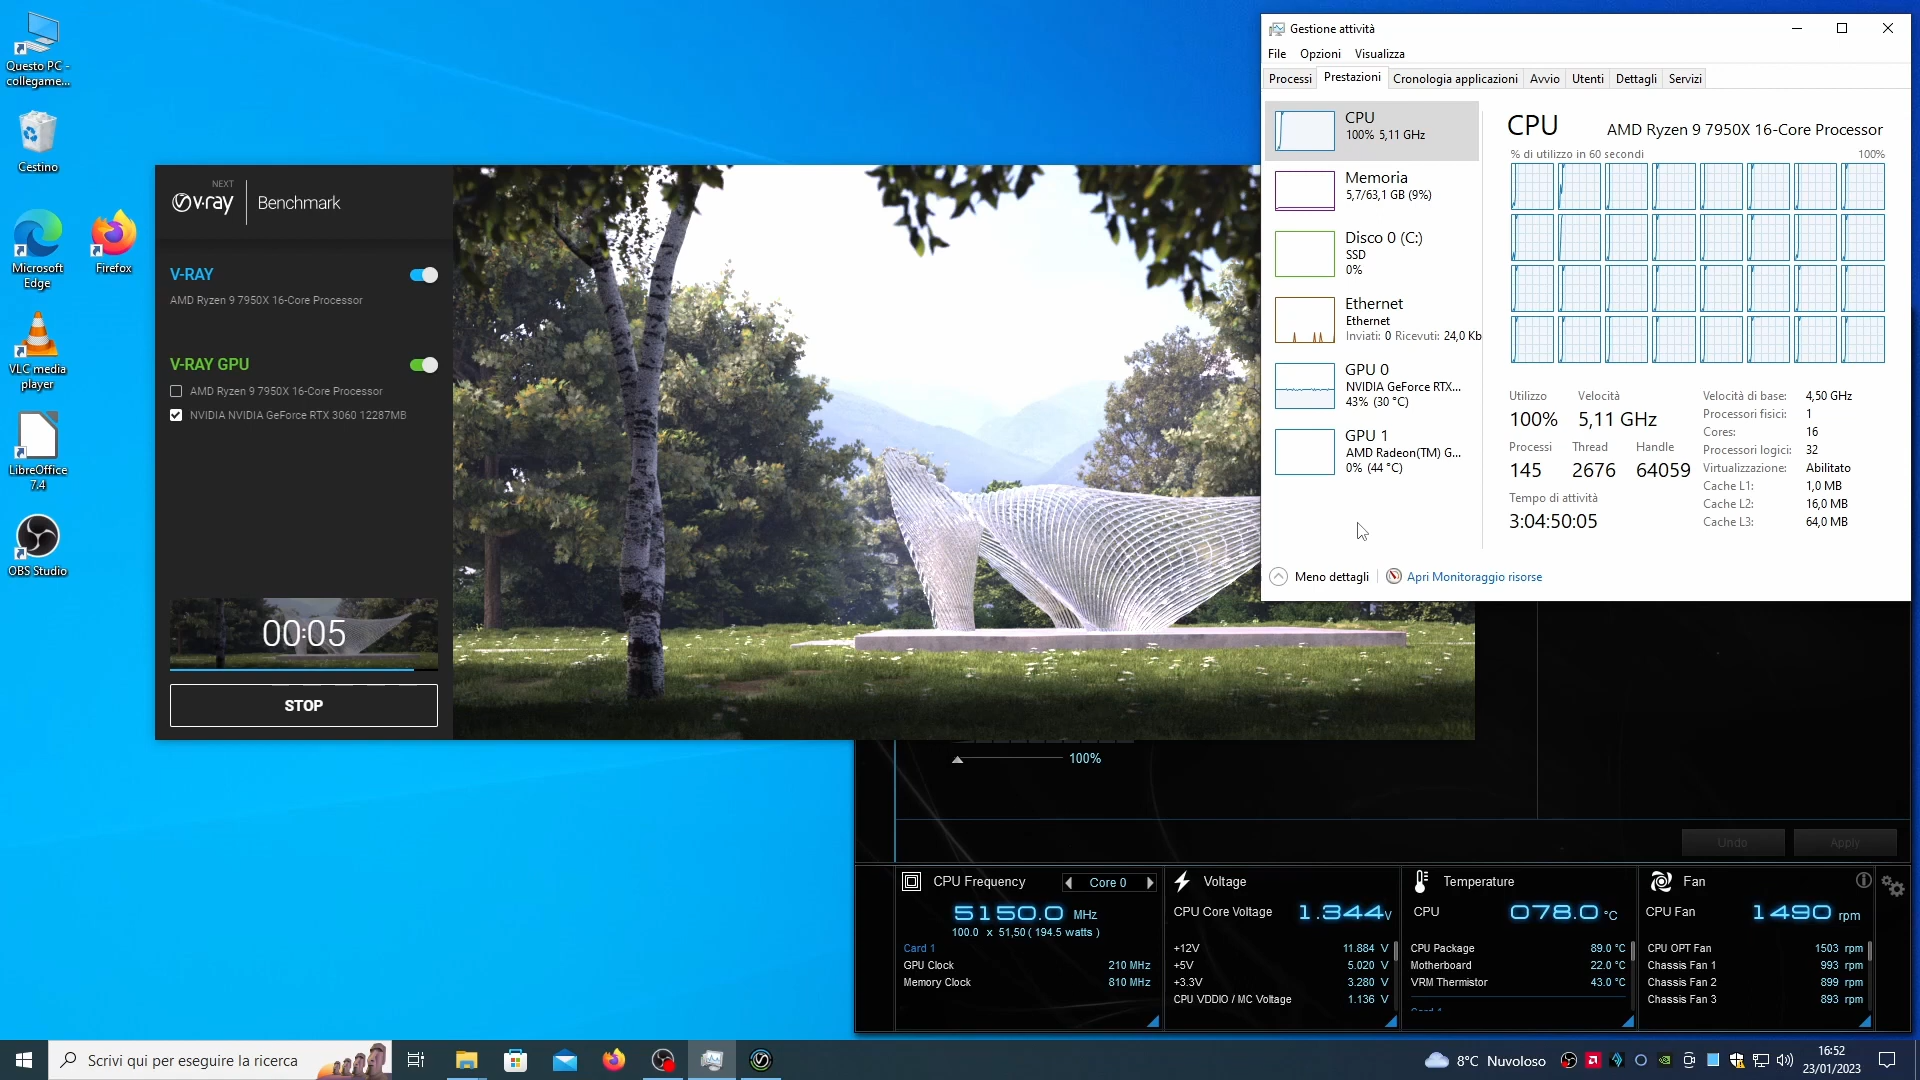 Questo PC -
collegame...
Cestino
Microsoft
Edge
Firefox
VLC media
player
LibreOffice
7.4
OBS Studio
NEXT
v·ray
Benchmark
V-RAY
AMD Ryzen 9 7950X 16-Core Processor
V-RAY GPU
AMD Ryzen 9 7950X 16-Core Processor
NVIDIA NVIDIA GeForce RTX 3060 12287MB
00:05
STOP
Gestione attività
File Opzioni Visualizza
Processi Prestazioni Cronologia applicazioni Avvio Utenti Dettagli Servizi
CPU
100% 5,11 GHz
Memoria
5,7/63,1 GB (9%)
Disco 0 (C:)
SSD
0%
Ethernet
Ethernet
Inviati: 0 Ricevuti: 24,0 Kb
GPU 0
NVIDIA GeForce RTX...
43% (30 °C)
GPU 1
AMD Radeon(TM) G...
0% (44 °C)
CPU AMD Ryzen 9 7950X 16-Core Processor
% di utilizzo in 60 secondi 100%
Utilizzo Velocità
100% 5,11 GHz
Processi Thread Handle
145 2676 64059
Tempo di attività
3:04:50:05
Velocità di base: 4,50 GHz
Processori fisici: 1
Cores: 16
Processori logici: 32
Virtualizzazione: Abilitato
Cache L1: 1,0 MB
Cache L2: 16,0 MB
Cache L3: 64,0 MB
Meno dettagli Apri Monitoraggio risorse
100%
Undo Apply
CPU Frequency Core 0
5150.0 MHz
100.0 x 51,50 ( 194.5 watts )
Card 1
GPU Clock 210 MHz
Memory Clock 810 MHz
Voltage
CPU Core Voltage 1.344 V
+12V 11.884 V
+5V 5.020 V
+3.3V 3.280 V
CPU VDDIO / MC Voltage 1.136 V
Temperature
CPU 078.0 °C
CPU Package 89.0 °C
Motherboard 22.0 °C
VRM Thermistor 43.0 °C
Card 1
Fan
CPU Fan 1490 rpm
CPU OPT Fan 1503 rpm
Chassis Fan 1 993 rpm
Chassis Fan 2 899 rpm
Chassis Fan 3 893 rpm
Scrivi qui per eseguire la ricerca
8°C Nuvoloso
16:52
23/01/2023